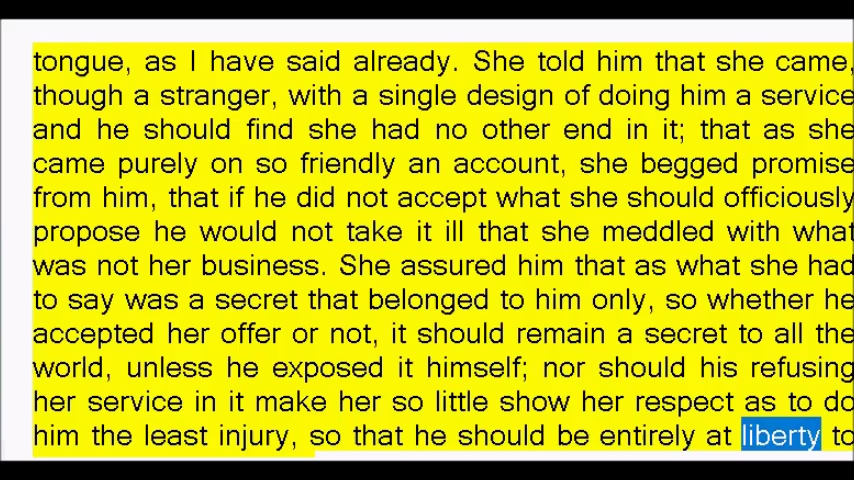 tongue, as I have said already. She told him that she came,
though a stranger, with a single design of doing him a service
and he should find she had no other end in it; that as she
came purely on so friendly an account, she begged promise
from him, that if he did not accept what she should officiously
propose he would not take it ill that she meddled with what
was not her business. She assured him that as what she had
to say was a secret that belonged to him only, so whether he
accepted her offer or not, it should remain a secret to all the
world, unless he exposed it himself; nor should his refusing
her service in it make her so little show her respect as to do
him the least injury, so that he should be entirely at liberty to